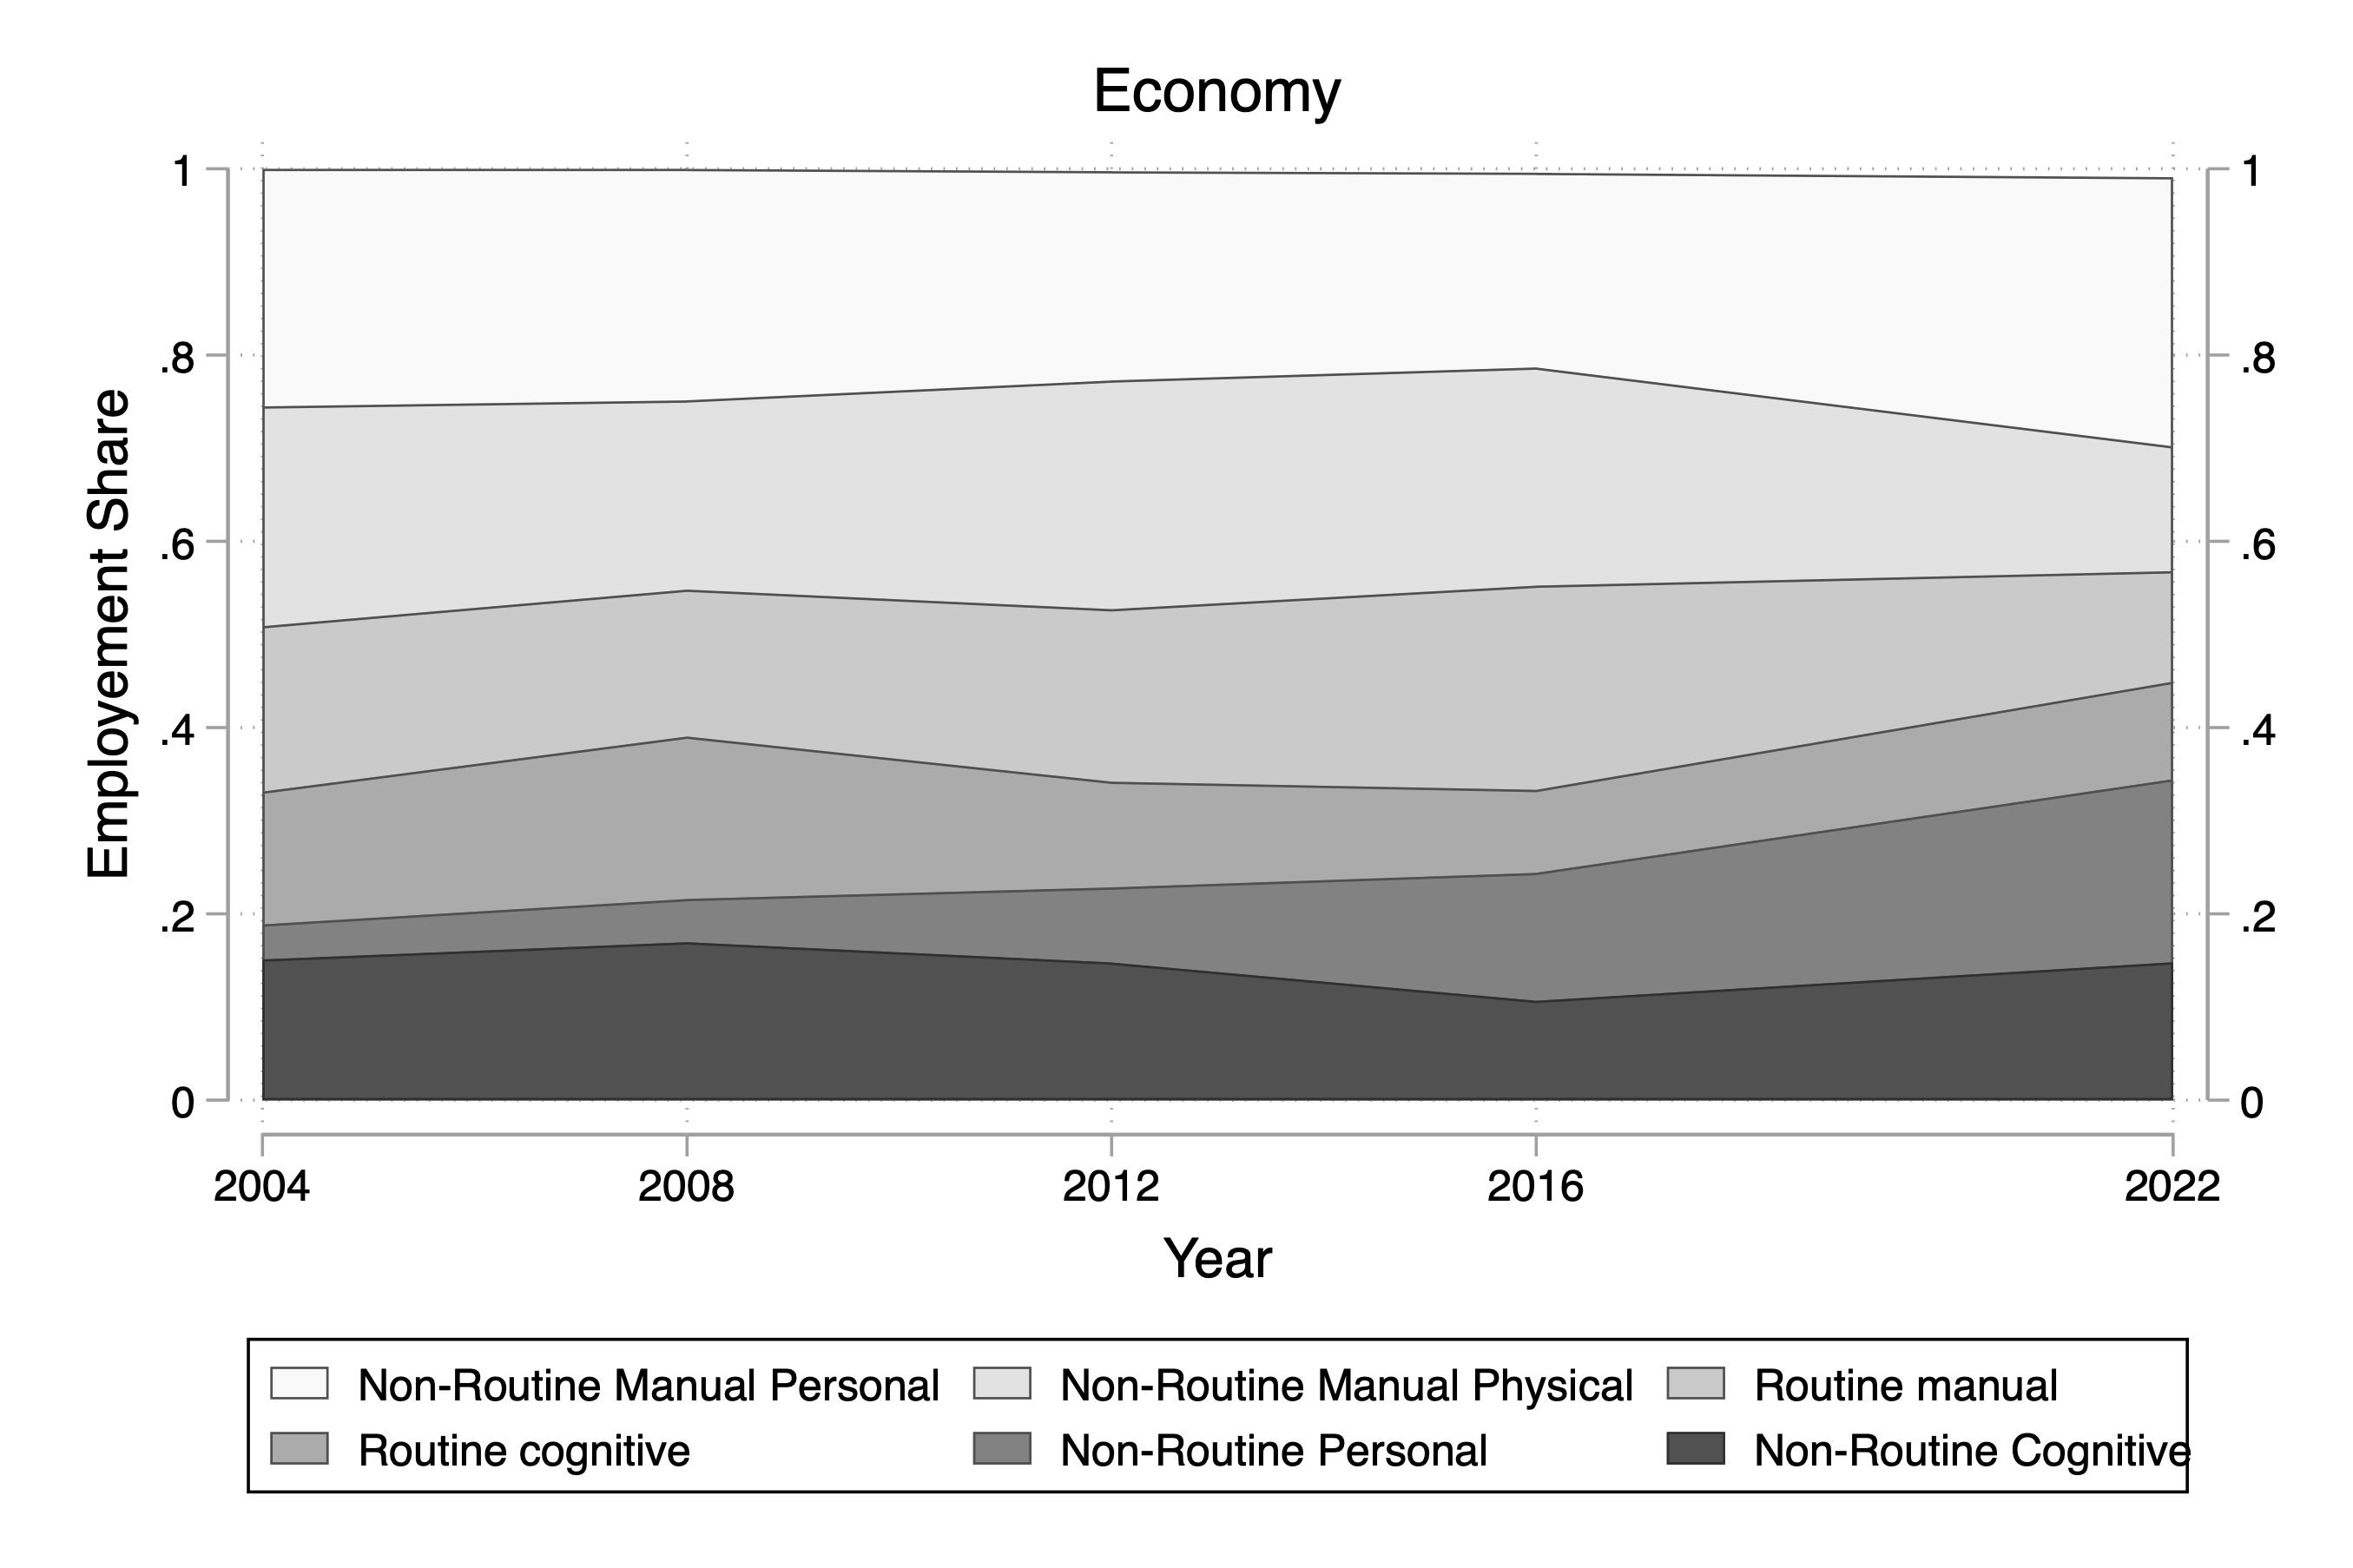 Economy
1
.8
.6
.4
.2
0
Employement Share
1
.8
.6
.4
.2
0
2004 2008 2012 2016 2022
Year
Non-Routine Manual Personal Non-Routine Manual Physical Routine manual
Routine cognitive Non-Routine Personal Non-Routine Cognitive